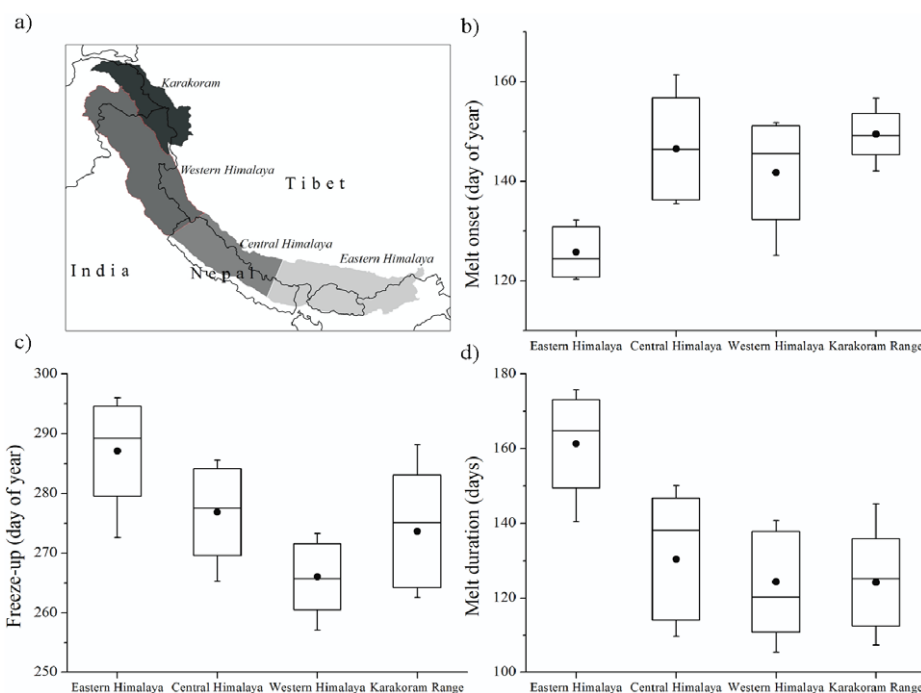 a)
Karakoram
Western Himalaya
Tibet
Central Himalaya
Eastern Himalaya
India
Nepal
b)
Melt onset (day of year)
160
140
120
Eastern Himalaya Central Himalaya Western Himalaya Karakoram Range
c)
Freeze-up (day of year)
300
290
280
270
260
250
Eastern Himalaya Central Himalaya Western Himalaya Karakoram Range
d)
Melt duration (days)
180
160
140
120
100
Eastern Himalaya Central Himalaya Western Himalaya Karakoram Range